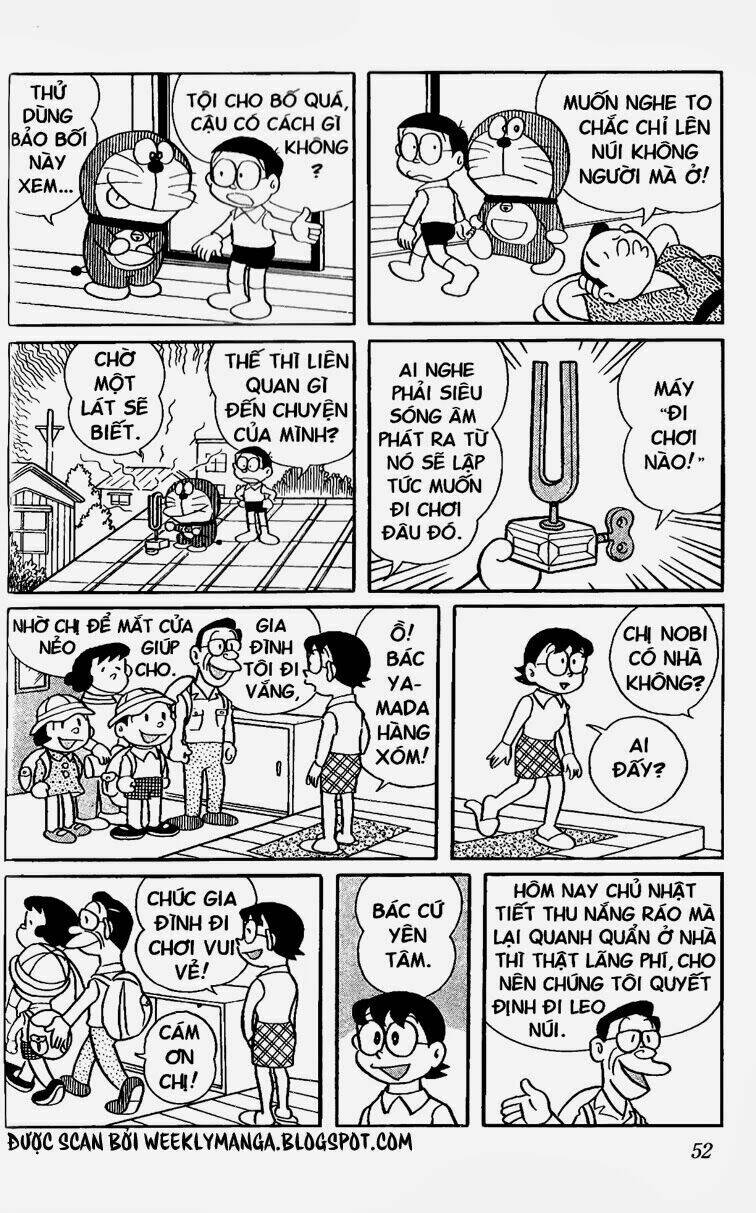 MUỐN NGHE TO
CHẮC CHỈ LÊN
NÚI KHÔNG
NGƯỜI MÀ Ở!
TỘI CHO BỐ QUÁ,
CẬU CÓ CÁCH GÌ
KHÔNG
?
THỬ
DÙNG
BẢO BỐI
NÀY
XEM...
MÁY
"ĐI
CHƠI
NÀO!"
AI NGHE
PHẢI SIÊU
SÓNG ÂM
PHÁT RA TỪ
NÓ SẼ LẬP
TỨC MUỐN
ĐI CHƠI
ĐÂU ĐÓ.
THẾ THÌ LIÊN
QUAN GÌ
ĐẾN CHUYỆN
CỦA MÌNH?
CHỜ
MỘT
LÁT SẼ
BIẾT.
CHỊ NOBI
CÓ NHÀ
KHÔNG?
AI
ĐẤY?
Ồ!
BÁC
YA-
MADA
HÀNG
XÓM!
GIA
ĐÌNH
TÔI ĐI
VẮNG,
NHỜ CHỊ ĐỂ MẮT CỬA
NẺO GIÚP
CHO.
HÔM NAY CHỦ NHẬT
TIẾT THU NẮNG RÁO MÀ
LẠI QUANH QUẨN Ở NHÀ
THÌ THẬT LÃNG PHÍ, CHO
NÊN CHÚNG TÔI QUYẾT
ĐỊNH ĐI LEO
NÚI.
BÁC CỨ
YÊN
TÂM.
CHÚC GIA
ĐÌNH ĐI
CHƠI VUI
VẺ!
CÁM
ƠN
CHỊ!
ĐƯỢC SCAN BỞI WEEKLYMANGA.BLOGSPOT.COM
52